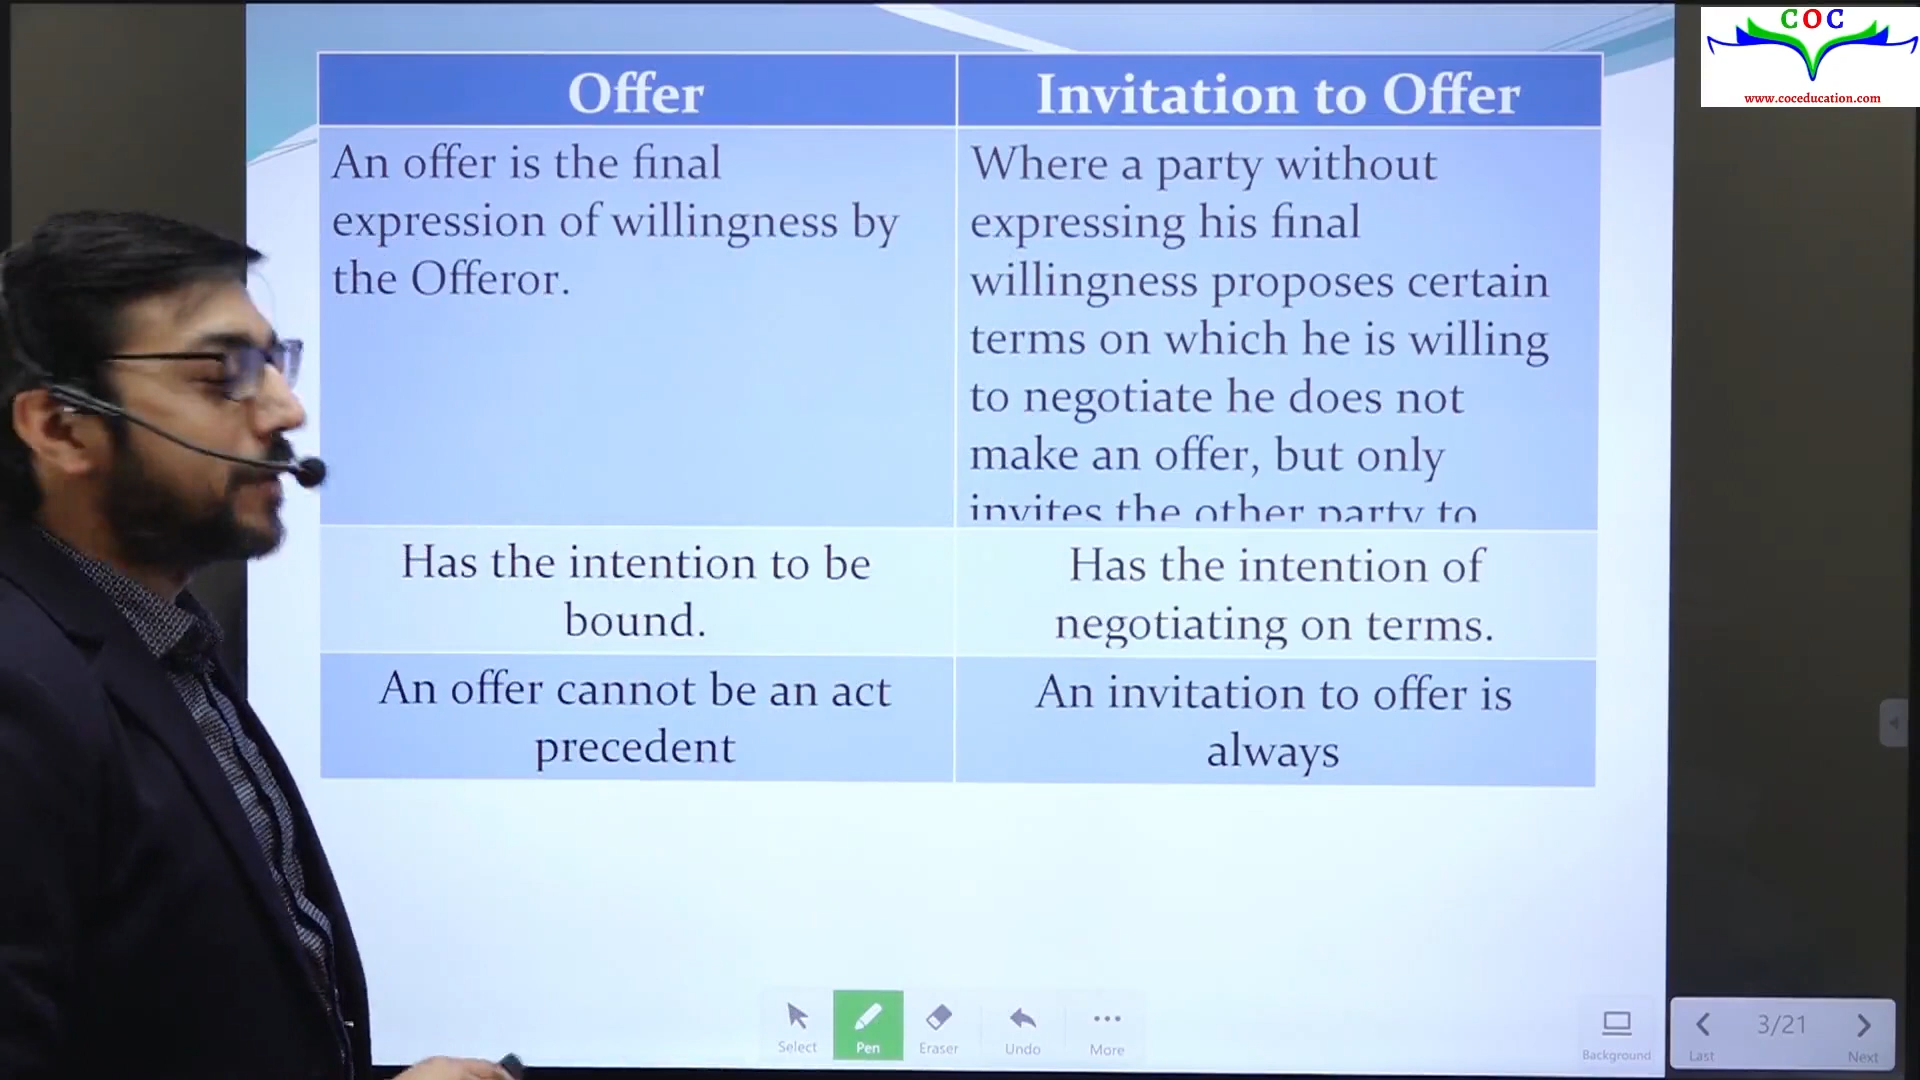 COC
www.coceducation.com
Offer
Invitation to Offer
An offer is the final
expression of willingness by
the Offeror.
Where a party without
expressing his final
willingness proposes certain
terms on which he is willing
to negotiate he does not
make an offer, but only
invites the other party to
Has the intention to be
bound.
Has the intention of
negotiating on terms.
An offer cannot be an act
precedent
An invitation to offer is
always
Select
Pen
Eraser
Undo
More
Background
3/21
Last
Next